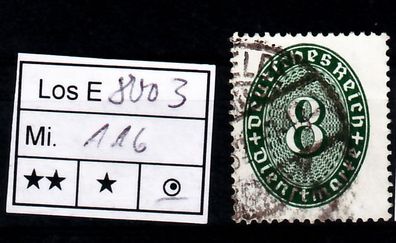 Los E 8003
Mi. 116
★★ ★ ⊙
Deutsches Reich
8
Dienstmarke